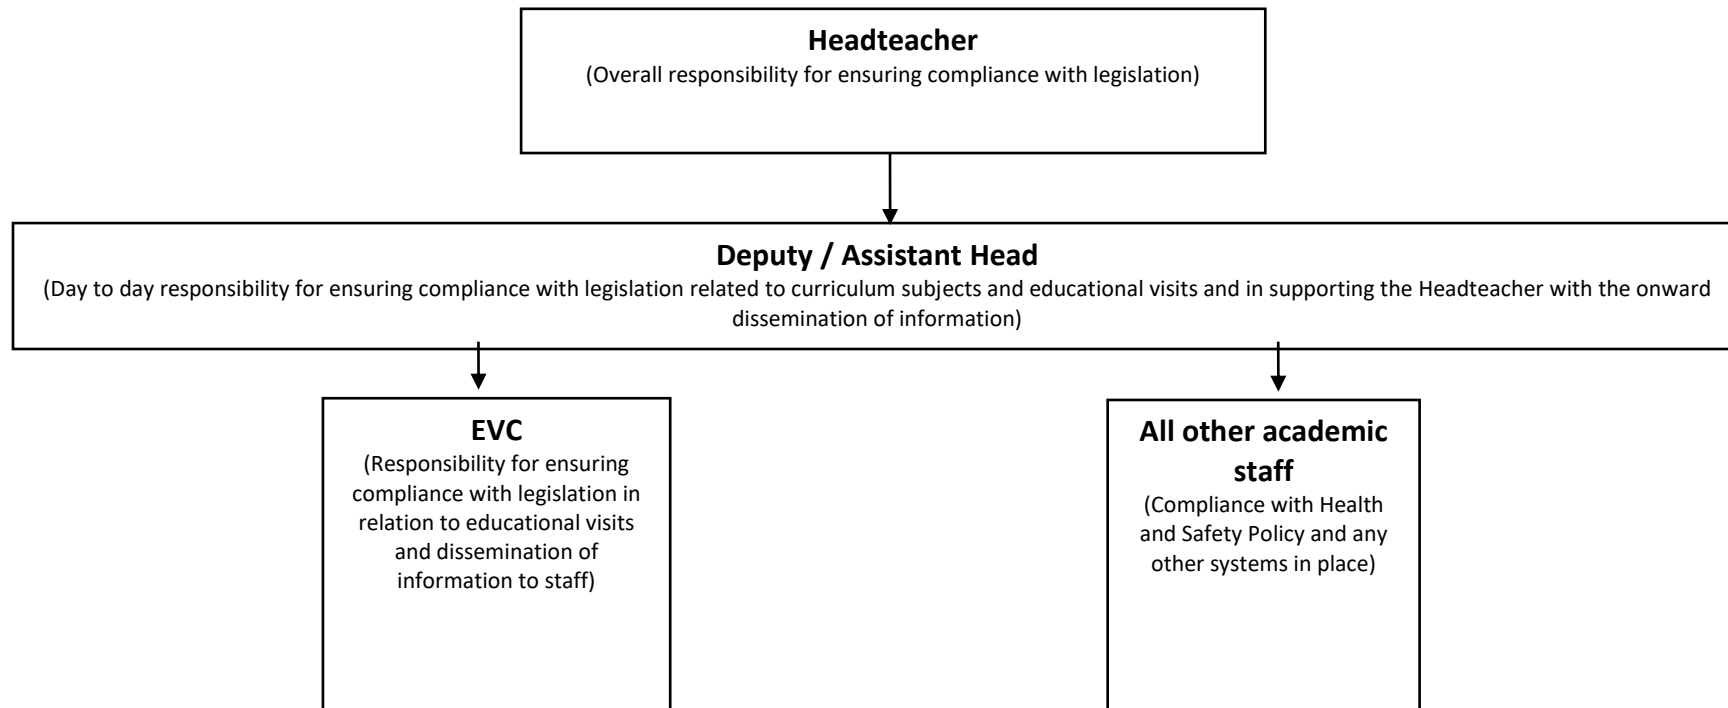 Headteacher
(Overall responsibility for ensuring compliance with legislation)
Deputy / Assistant Head
(Day to day responsibility for ensuring compliance with legislation related to curriculum subjects and educational visits and in supporting the Headteacher with the onward
dissemination of information)
EVC
(Responsibility for ensuring
compliance with legislation in
relation to educational visits
and dissemination of
information to staff)
All other academic
staff
(Compliance with Health
and Safety Policy and any
other systems in place)